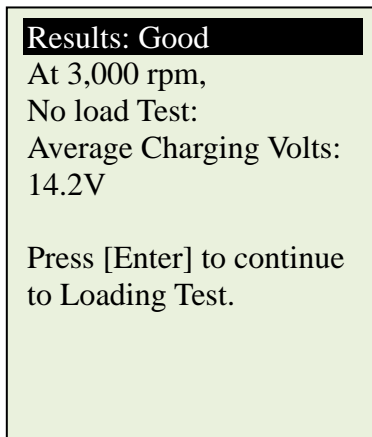 Results: Good
At 3,000 rpm,
No load Test:
Average Charging Volts:
14.2V
Press [Enter] to continue
to Loading Test.